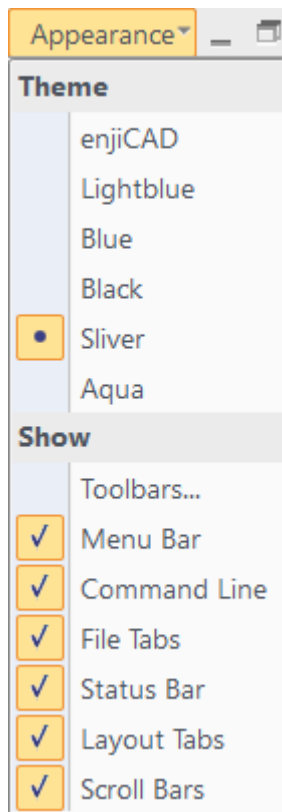 Appearance
Theme
enjiCAD
Lightblue
Blue
Black
Sliver
Aqua
Show
Toolbars...
Menu Bar
Command Line
File Tabs
Status Bar
Layout Tabs
Scroll Bars